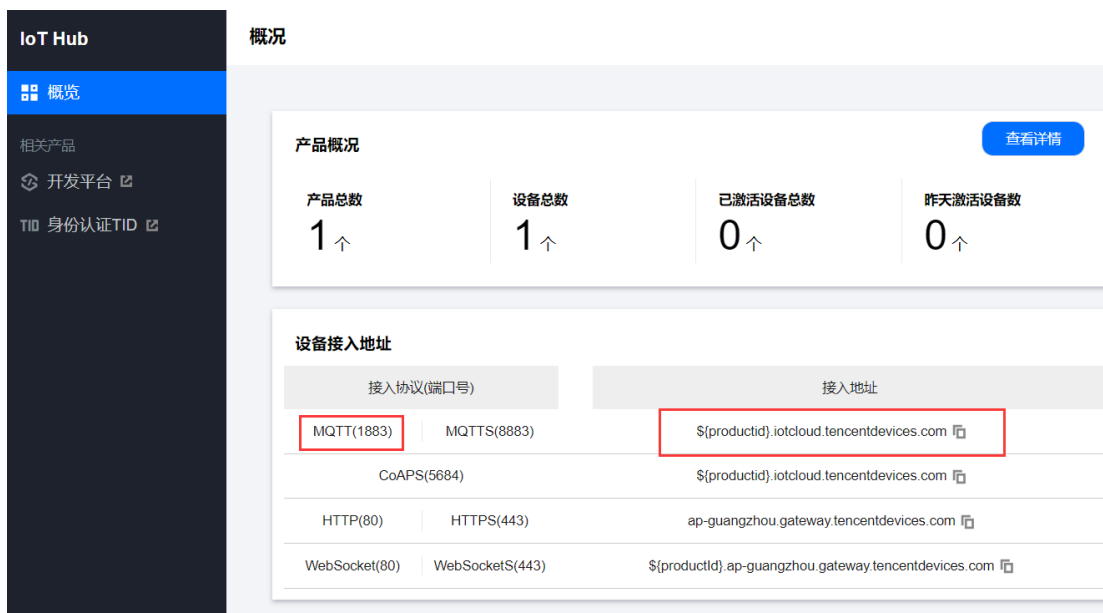 IoT Hub
概览
相关产品
开发平台
TID 身份认证TID
概况
产品概况
查看详情
产品总数 设备总数 已激活设备总数 昨天激活设备数
1个 1个 0个 0个
设备接入地址
接入协议(端口号) 接入地址
MQTT(1883) MQTTS(8883) ${productid}.iotcloud.tencentdevices.com
CoAPS(5684) ${productid}.iotcloud.tencentdevices.com
HTTP(80) HTTPS(443) ap-guangzhou.gateway.tencentdevices.com
WebSocket(80) WebSocketS(443) ${productId}.ap-guangzhou.gateway.tencentdevices.com